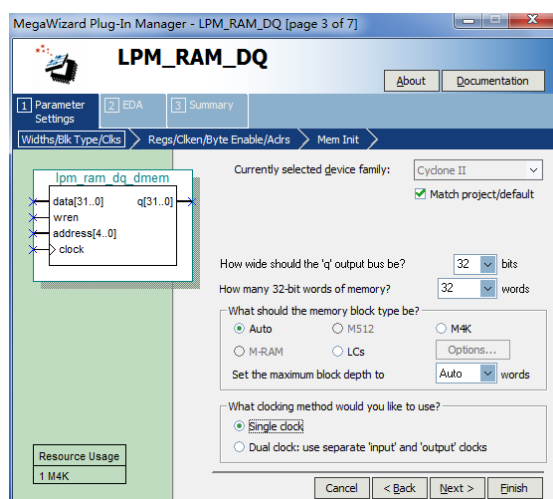 MegaWizard Plug-In Manager - LPM_RAM_DQ [page 3 of 7]
LPM_RAM_DQ
About
Documentation
1 Parameter Settings
2 EDA
3 Summary
Widths/Blk Type/Clks
Regs/Clken/Byte Enable/Adrs
Mem Init
lpm_ram_dq_dmem
data[31..0] q[31..0]
wren
address[4..0]
clock
Resource Usage
1 M4K
Currently selected device family: Cyclone II
Match project/default
How wide should the 'q' output bus be? 32 bits
How many 32-bit words of memory? 32 words
What should the memory block type be?
Auto M512 M4K
M-RAM LCs Options...
Set the maximum block depth to Auto words
What clocking method would you like to use?
Single clock
Dual clock: use separate 'input' and 'output' clocks
Cancel < Back Next > Finish